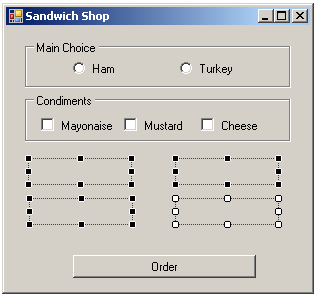 Sandwich Shop
Main Choice
Ham Turkey
Condiments
Mayonaise Mustard Cheese
Order